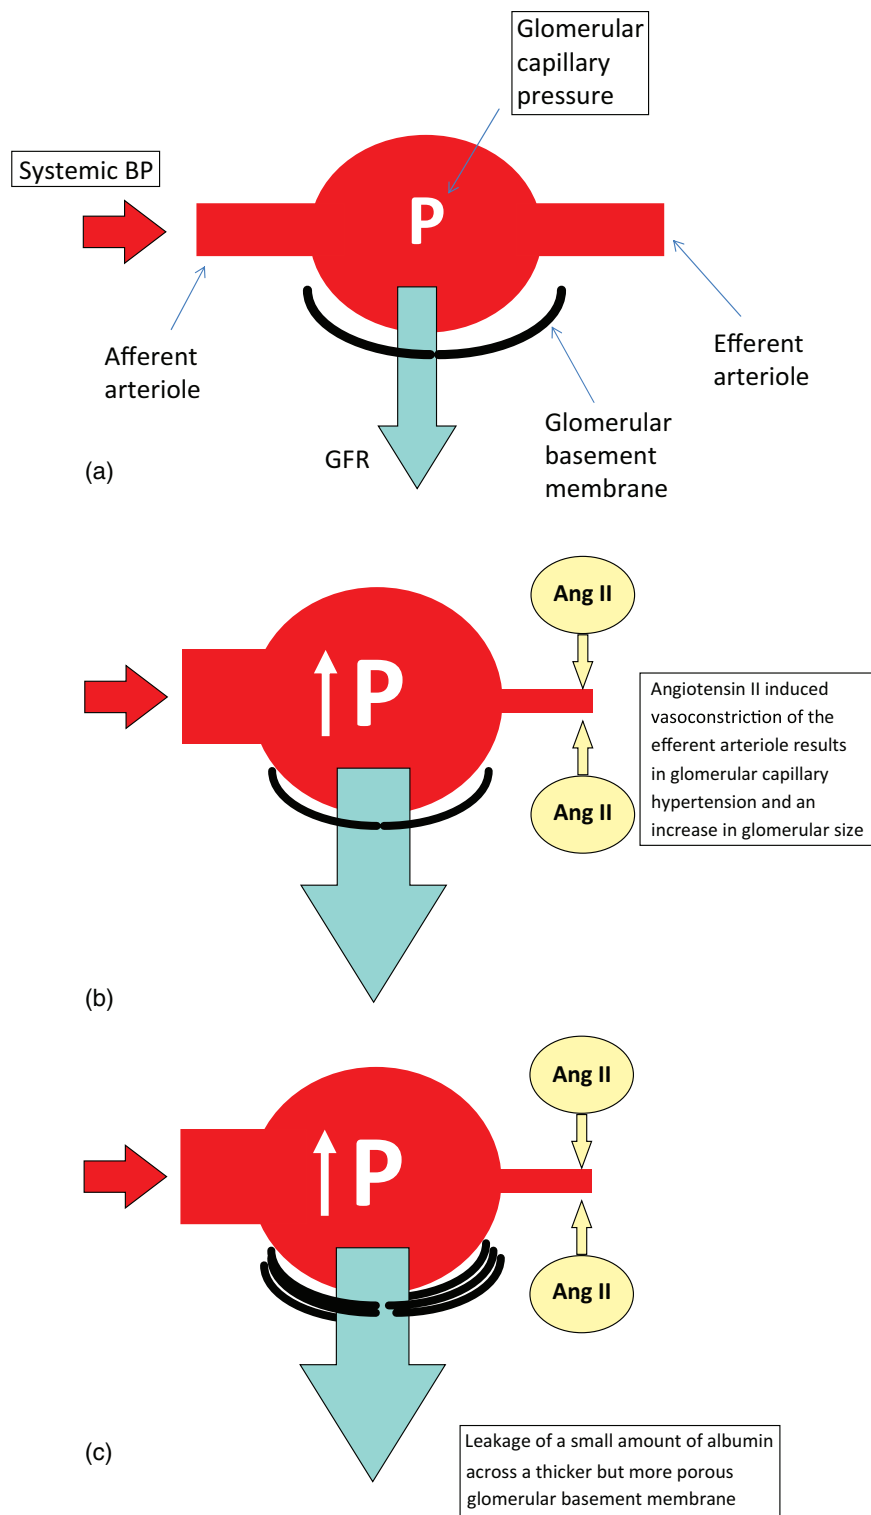 Glomerular
capillary
pressure
Systemic BP
P
Afferent
arteriole
Efferent
arteriole
Glomerular
basement
membrane
GFR
(a)
Ang II
P
Angiotensin II induced
vasoconstriction of the
efferent arteriole results
in glomerular capillary
hypertension and an
increase in glomerular size
Ang II
(b)
Ang II
P
Ang II
(c)
Leakage of a small amount of albumin
across a thicker but more porous
glomerular basement membrane